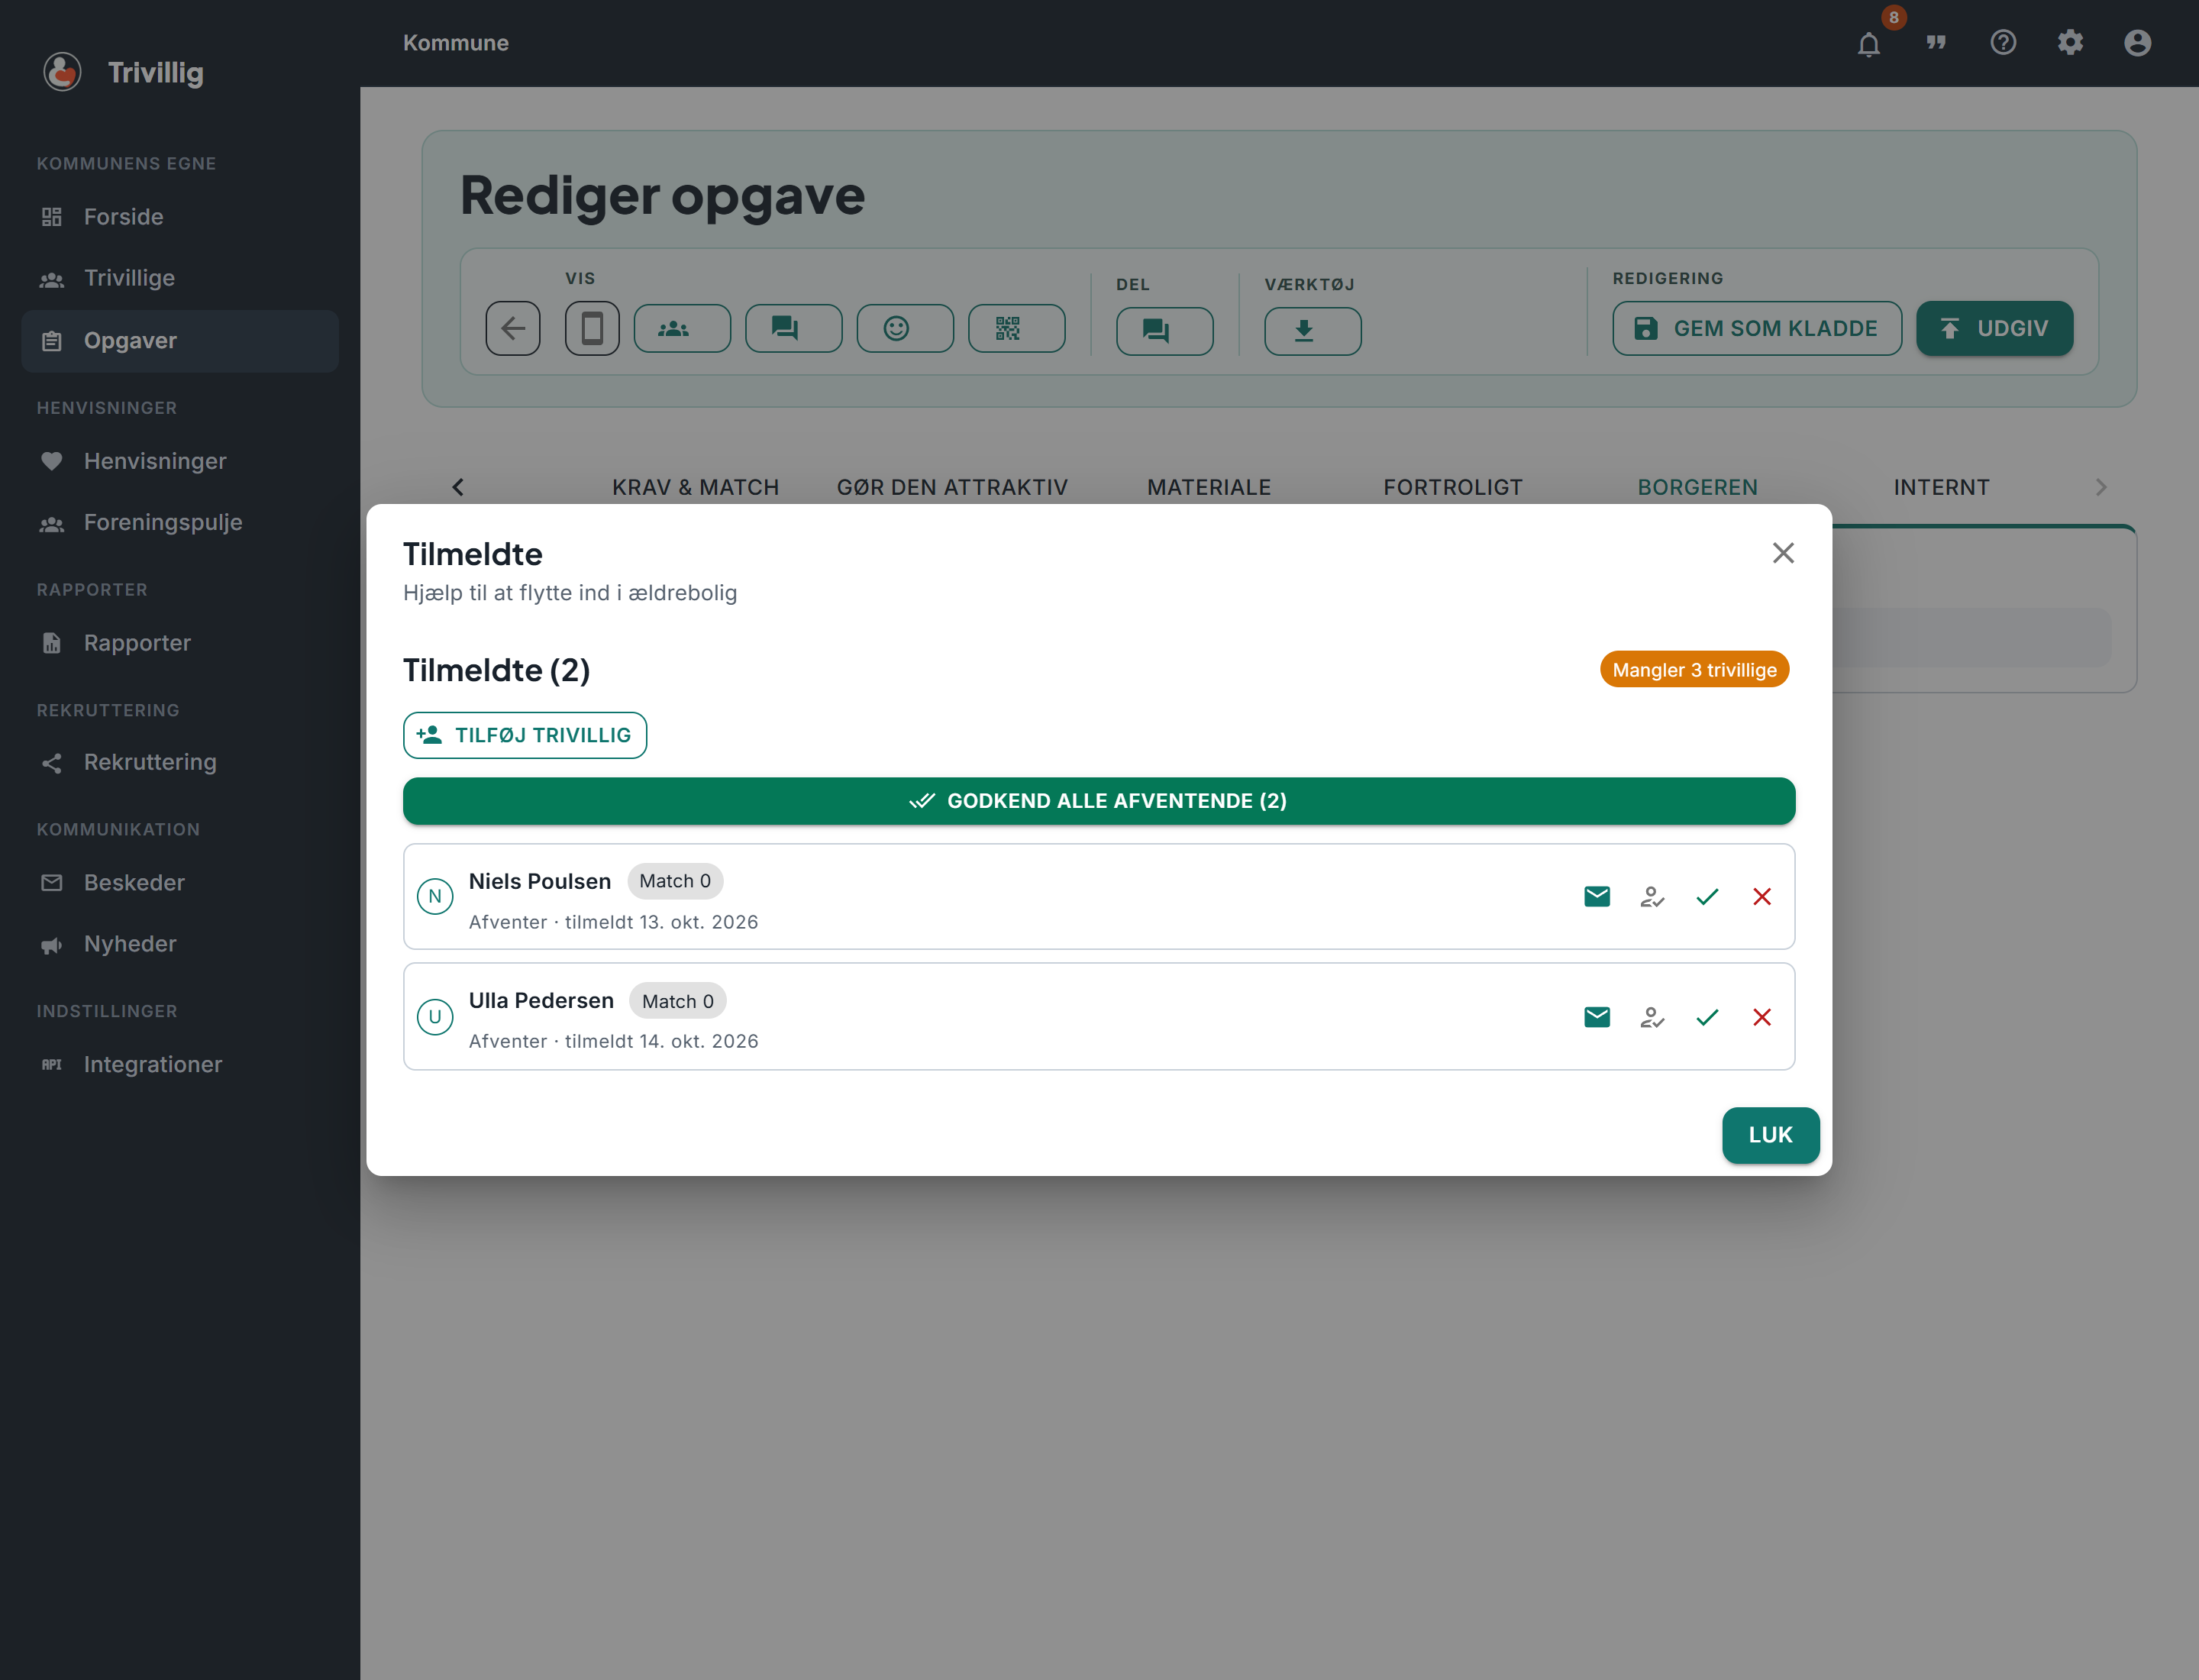 Trivillig
Kommune
8
KOMMUNENS EGNE
Forside
Trivillige
Opgaver
HENVISNINGER
Henvisninger
Foreningspulje
RAPPORTER
Rapporter
REKRUTTERING
Rekruttering
KOMMUNIKATION
Beskeder
Nyheder
INDSTILLINGER
API Integrationer
Rediger opgave
VIS
DEL
VÆRKTØJ
REDIGERING
GEM SOM KLADDE
UDGIV
KRAV & MATCH
GØR DEN ATTRAKTIV
MATERIALE
FORTROLIGT
BORGEREN
INTERNT
Tilmeldte
Hjælp til at flytte ind i ældrebolig
Tilmeldte (2)
Mangler 3 trivillige
TILFØJ TRIVILLIG
GODKEND ALLE AFVENTENDE (2)
N
Niels Poulsen Match 0
Afventer · tilmeldt 13. okt. 2026
U
Ulla Pedersen Match 0
Afventer · tilmeldt 14. okt. 2026
LUK